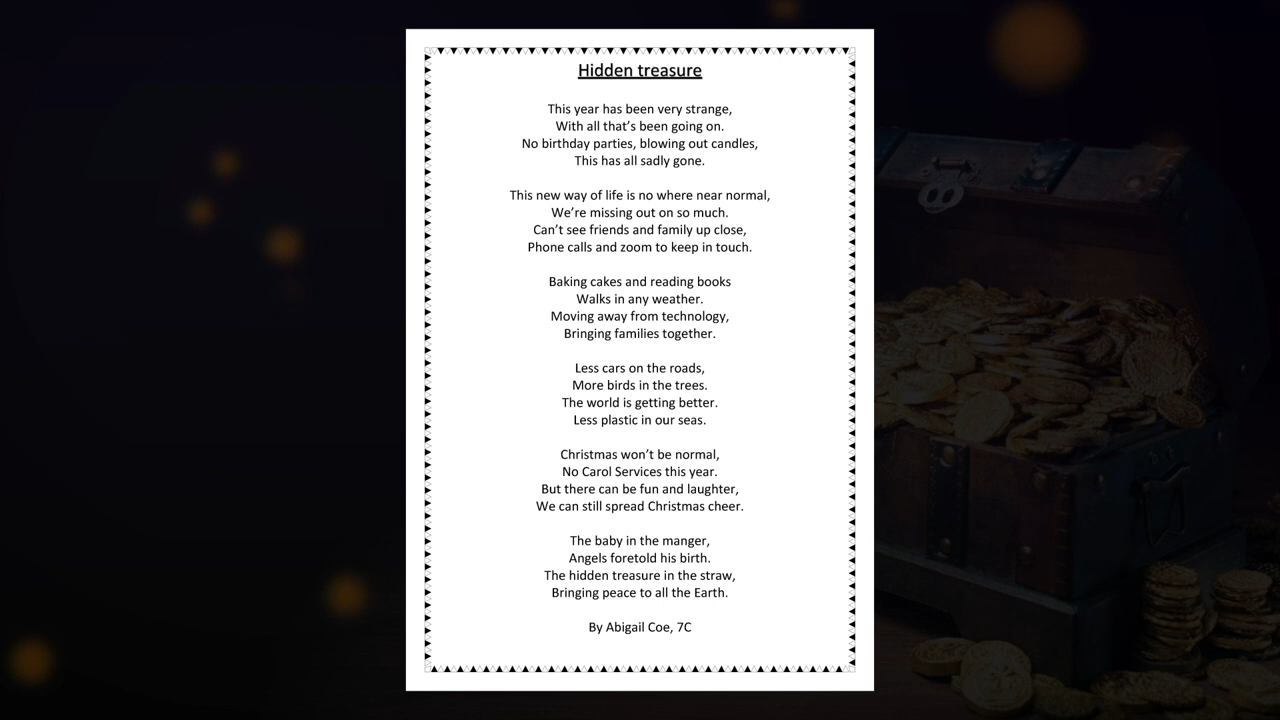 Hidden treasure
This year has been very strange,
With all that's been going on.
No birthday parties, blowing out candles,
This has all sadly gone.
This new way of life is no where near normal,
We're missing out on so much.
Can't see friends and family up close,
Phone calls and zoom to keep in touch.
Baking cakes and reading books
Walks in any weather.
Moving away from technology,
Bringing families together.
Less cars on the roads,
More birds in the trees.
The world is getting better.
Less plastic in our seas.
Christmas won't be normal,
No Carol Services this year.
But there can be fun and laughter,
We can still spread Christmas cheer.
The baby in the manger,
Angels foretold his birth.
The hidden treasure in the straw,
Bringing peace to all the Earth.
By Abigail Coe, 7C